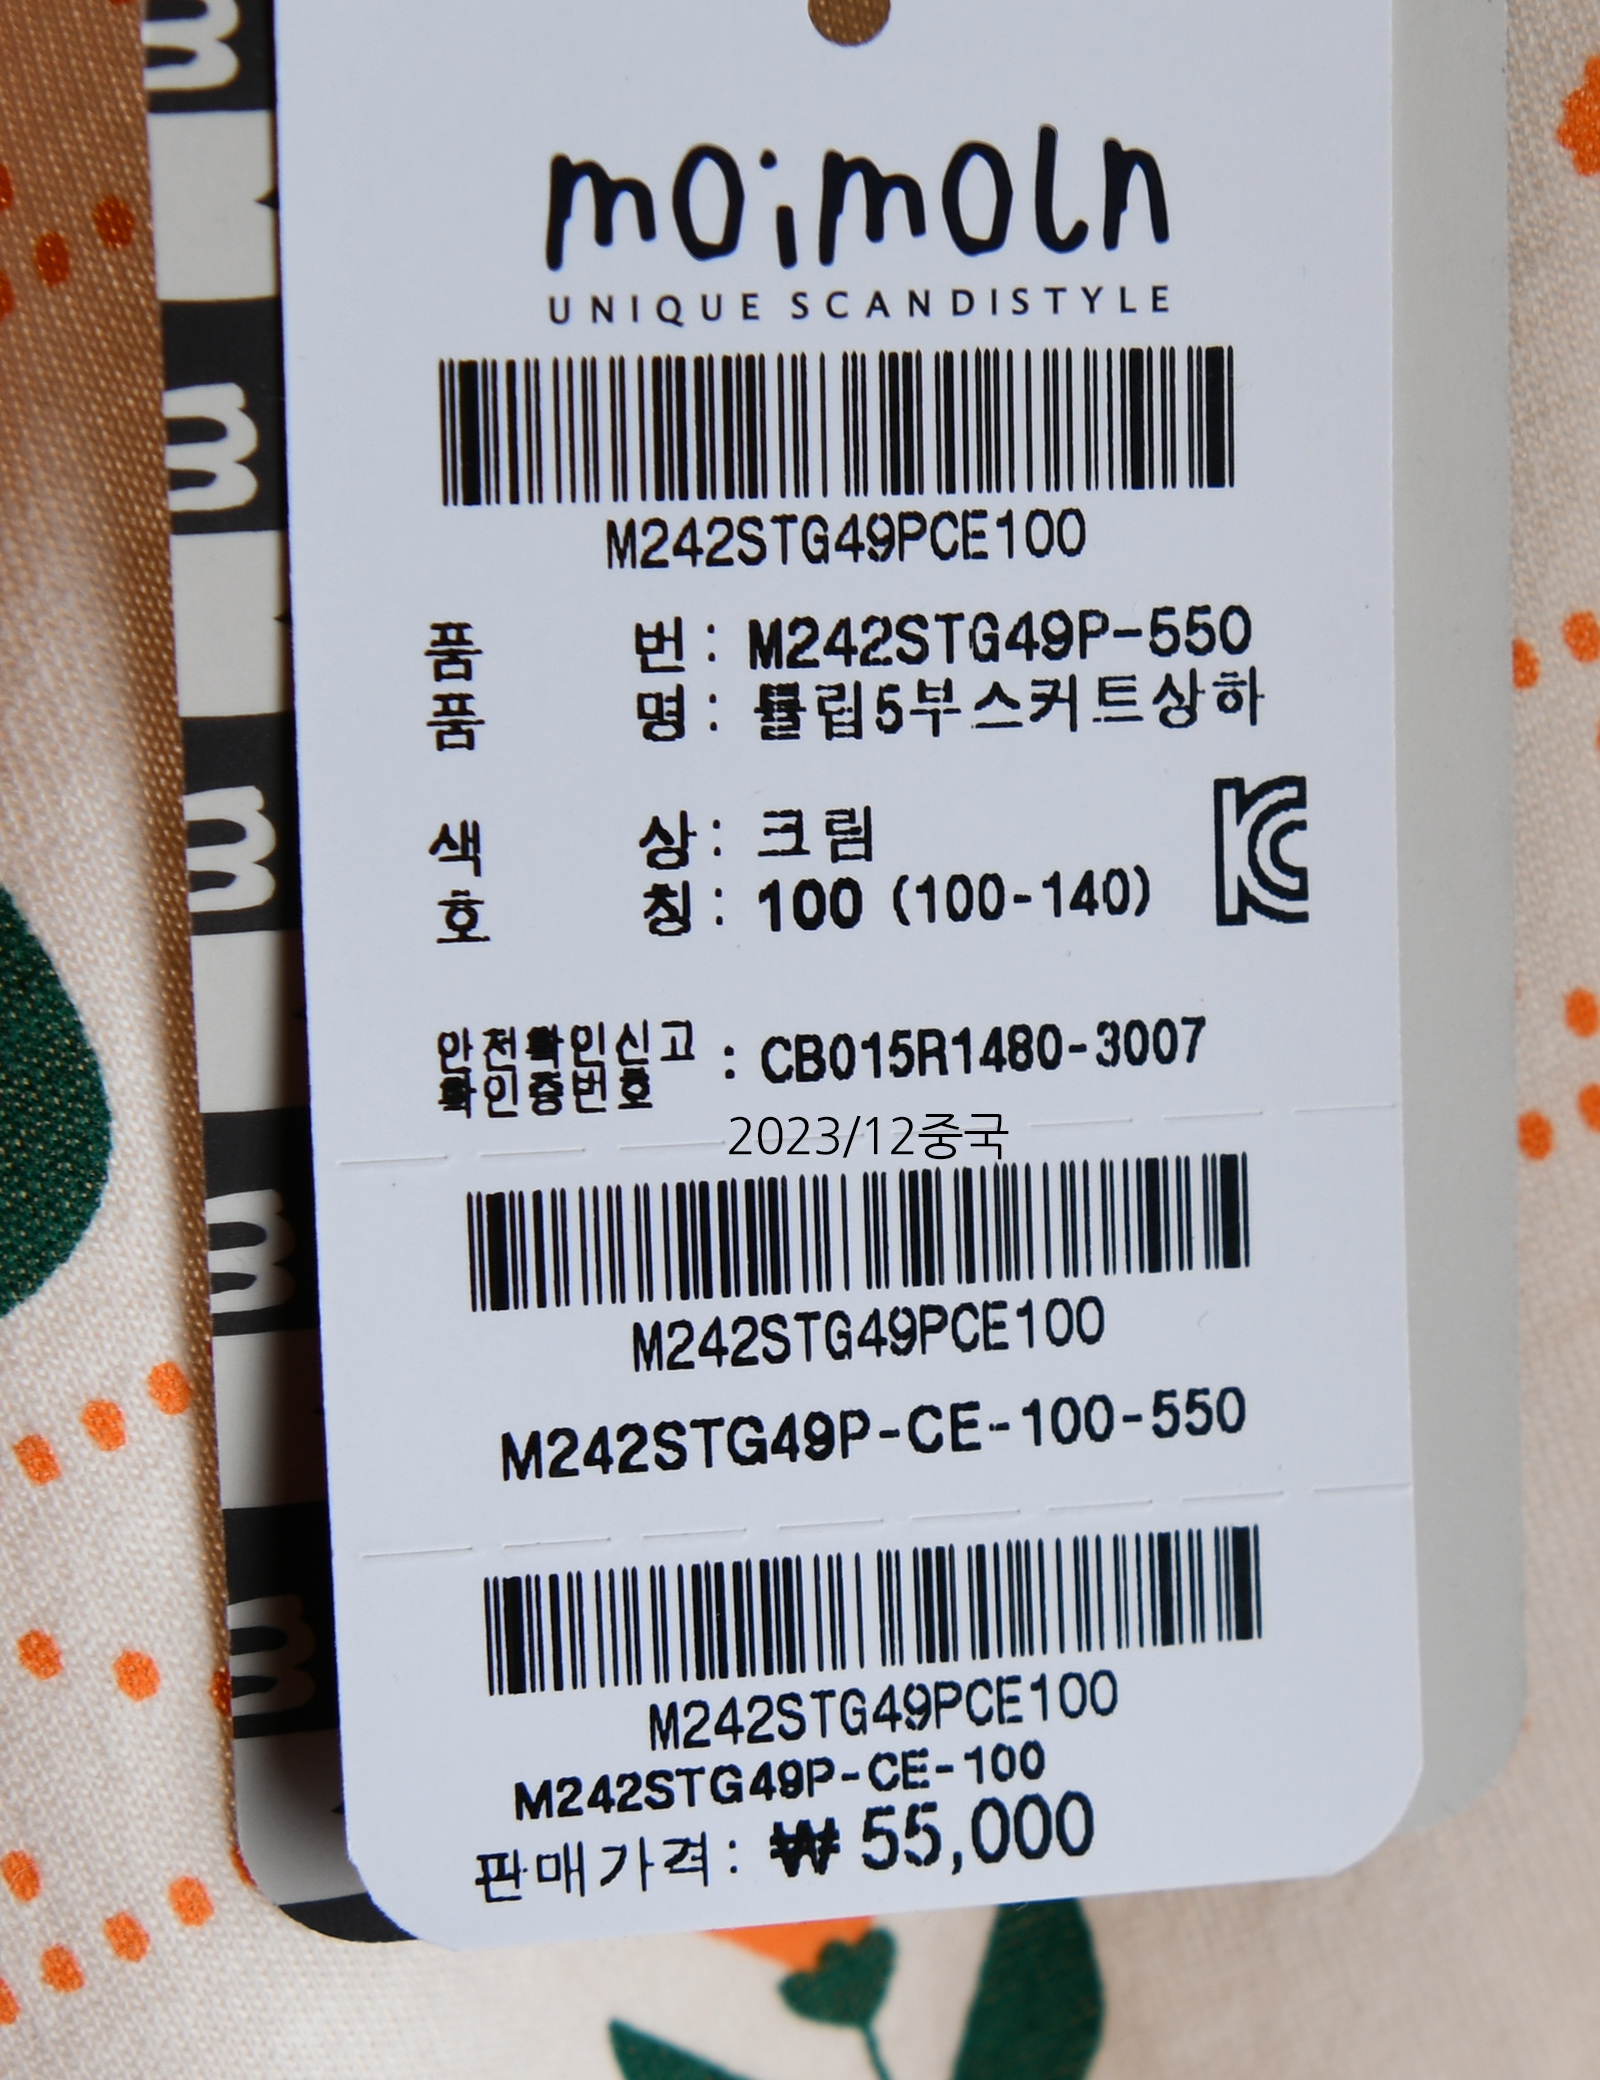 moimoln
UNIQUE SCANDISTYLE
M242STG49PCE100
품 번 : M242STG49P-550
품 명 : 튤립5부스커트상하
색 상 : 크림
호 칭 : 100 (100-140)
안전확인신고
확인증번호 : CB015R1480-3007
2023/12중국
M242STG49PCE100
M242STG49P-CE-100-550
M242STG49PCE100
M242STG49P-CE-100
판매가격 : ₩ 55,000